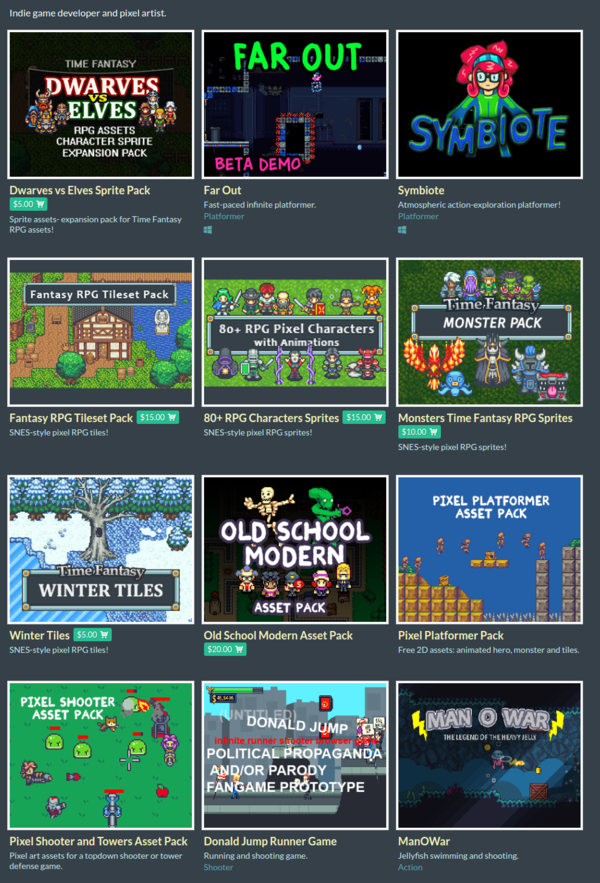 Indie game developer and pixel artist.
TIME FANTASY
DWARVES
VS
ELVES
RPG ASSETS
CHARACTER SPRITE
EXPANSION PACK
FAR OUT
BETA DEMO
SYMBIOTE
Dwarves vs Elves Sprite Pack
$5.00
Sprite assets- expansion pack for Time Fantasy
RPG assets!
Far Out
Fast-paced infinite platformer.
Platformer
Symbiote
Atmospheric action-exploration platformer!
Platformer
Fantasy RPG Tileset Pack
80+ RPG Pixel Characters
with Animations
Time Fantasy
MONSTER PACK
Fantasy RPG Tileset Pack $15.00
SNES-style pixel RPG tiles!
80+ RPG Characters Sprites $15.00
SNES-style pixel RPG sprites!
Monsters Time Fantasy RPG Sprites
$10.00
SNES-style pixel RPG sprites!
Time Fantasy
WINTER TILES
OLD SCHOOL
MODERN
ASSET PACK
PIXEL PLATFORMER
ASSET PACK
Winter Tiles $5.00
SNES-style pixel RPG tiles!
Old School Modern Asset Pack
$20.00
Pixel Platformer Pack
Free 2D assets: animated hero, monster and tiles.
PIXEL SHOOTER
ASSET PACK
(UNTITLED)
DONALD JUMP
infinite runner shooter browser game
POLITICAL PROPAGANDA
AND/OR PARODY
FANGAME PROTOTYPE
MAN O WAR
THE LEGEND OF THE HEAVY JELLY
Pixel Shooter and Towers Asset Pack
Pixel art assets for a topdown shooter or tower
defense game.
Donald Jump Runner Game
Running and shooting game.
Shooter
ManOWar
Jellyfish swimming and shooting.
Action